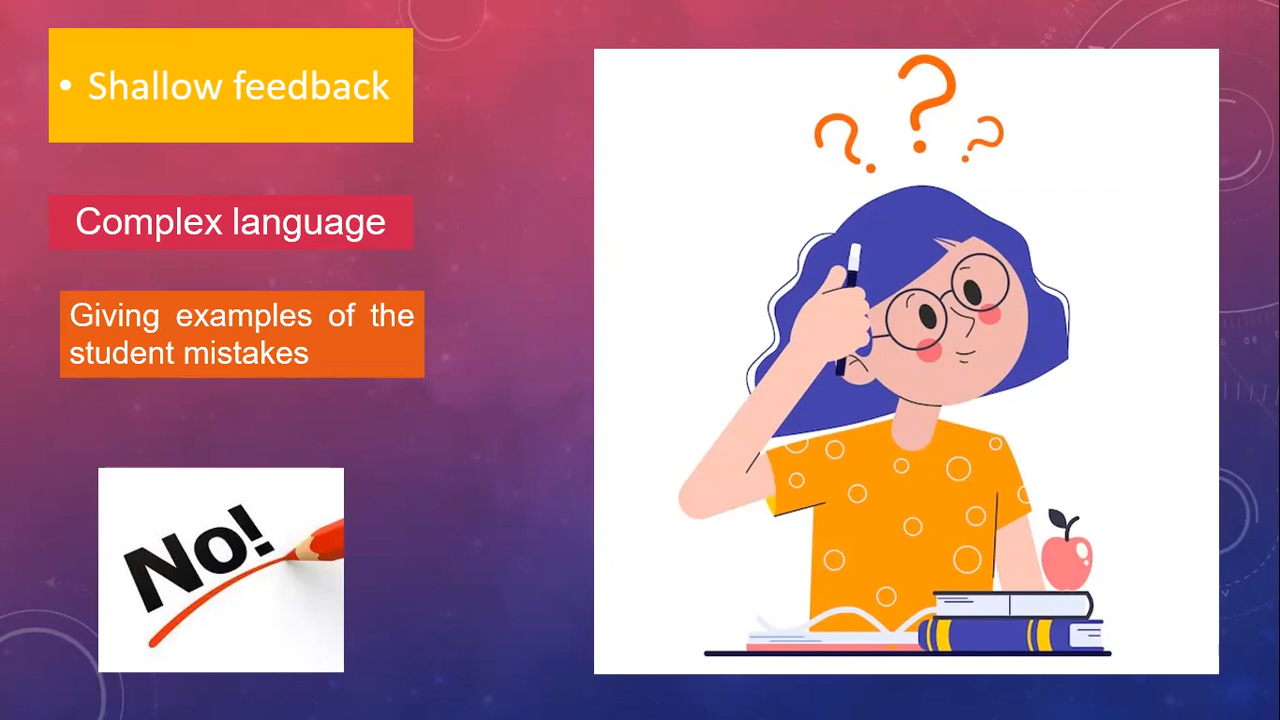 • Shallow feedback
Complex language
Giving examples of the
student mistakes
No!
? ? ?